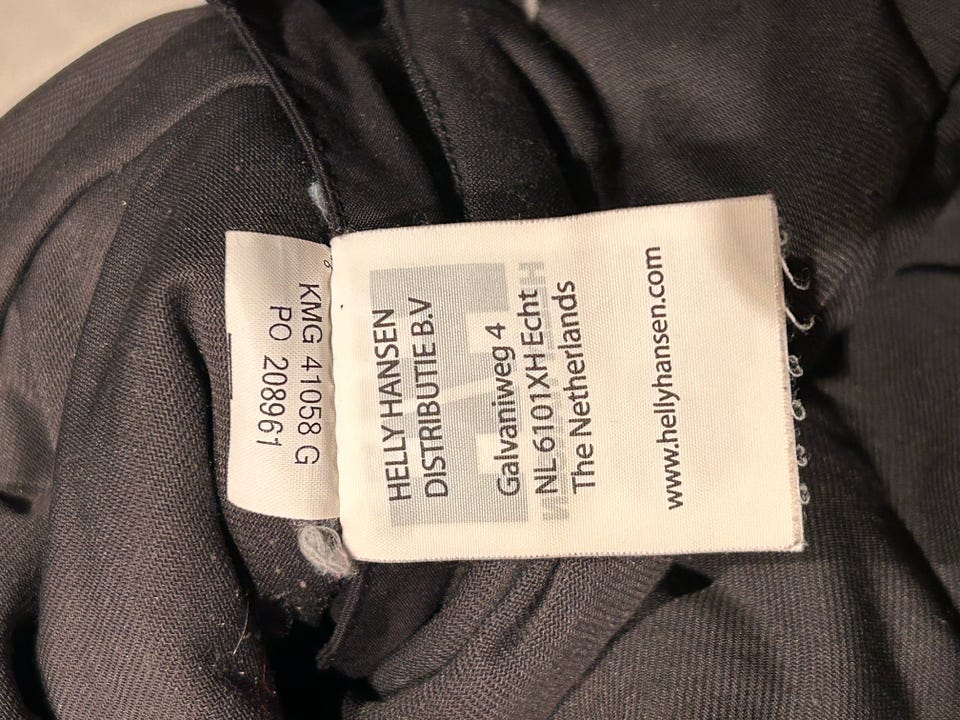 KMG 41058 G
PO 208961
HELLY HANSEN
DISTRIBUTIE B.V
Galvaniweg 4
NL 6101XH Echt
The Netherlands
www.hellyhansen.com